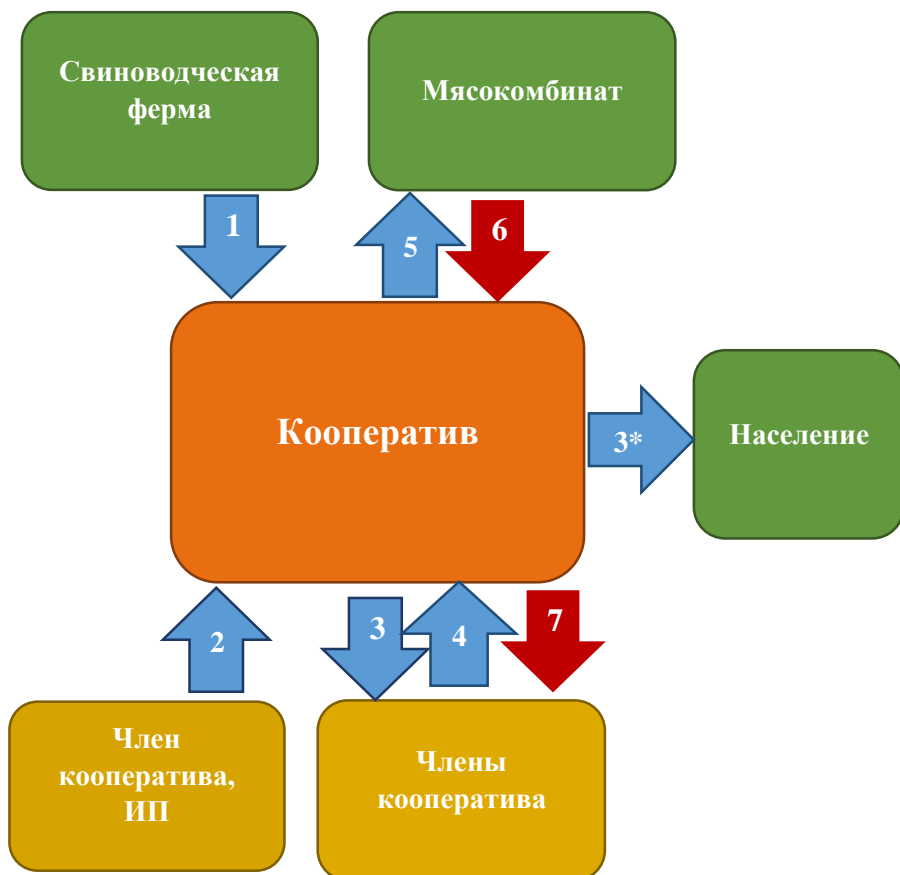 Свиноводческая
ферма
Мясокомбинат
1
5
6
Кооператив
3*
Население
2
3
4
7
Член
кооператива,
ИП
Члены
кооператива